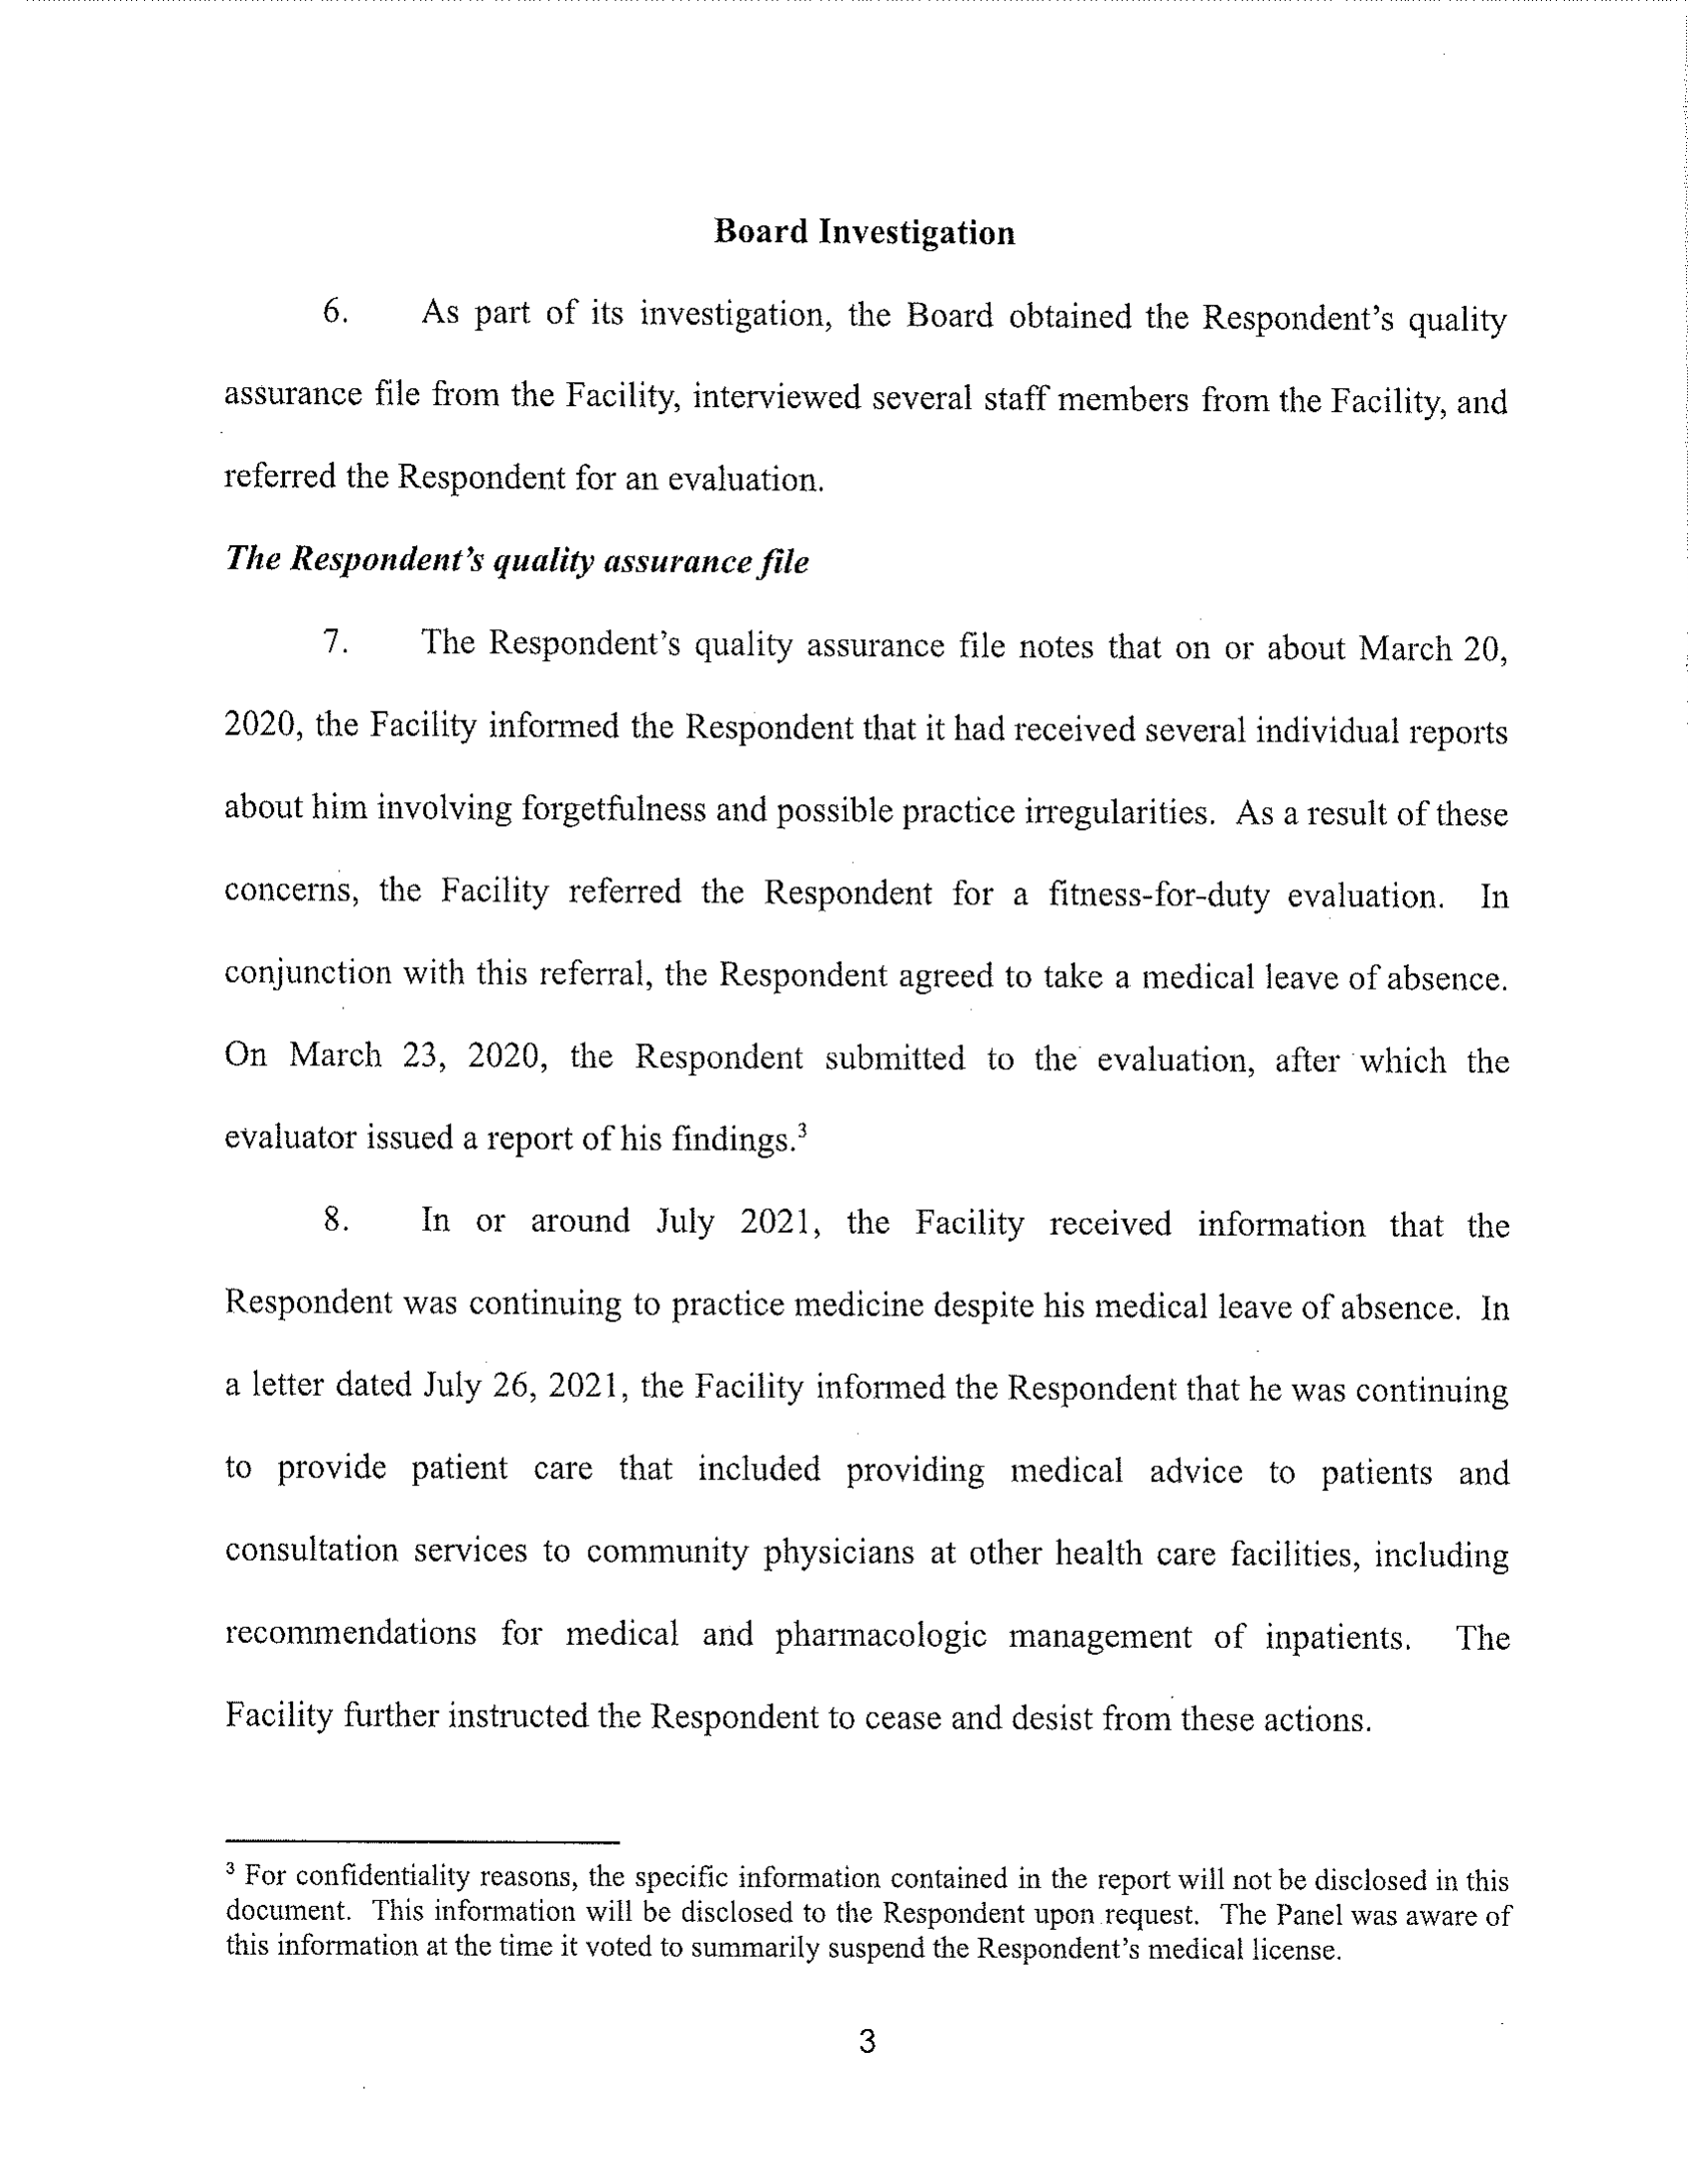 Board Investigation
6. As part of its investigation, the Board obtained the Respondent's quality
assurance file from the Facility, interviewed several staff members from the Facility, and
referred the Respondent for an evaluation.
The Respondent's quality assurance file
7. The Respondent's quality assurance file notes that on or about March 20,
2020, the Facility informed the Respondent that it had received several individual reports
about him involving forgetfulness and possible practice irregularities. As a result of these
concerns, the Facility referred the Respondent for a fitness-for-duty evaluation. In
conjunction with this referral, the Respondent agreed to take a medical leave of absence.
On March 23, 2020, the Respondent submitted to the evaluation, after which the
evaluator issued a report of his findings.³
8. In or around July 2021, the Facility received information that the
Respondent was continuing to practice medicine despite his medical leave of absence. In
a letter dated July 26, 2021, the Facility informed the Respondent that he was continuing
to provide patient care that included providing medical advice to patients and
consultation services to community physicians at other health care facilities, including
recommendations for medical and pharmacologic management of inpatients. The
Facility further instructed the Respondent to cease and desist from these actions.
³ For confidentiality reasons, the specific information contained in the report will not be disclosed in this
document. This information will be disclosed to the Respondent upon request. The Panel was aware of
this information at the time it voted to summarily suspend the Respondent's medical license.
3